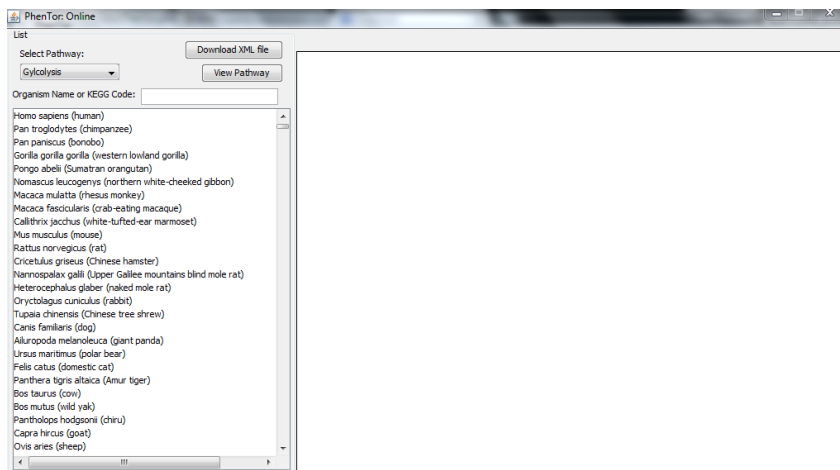 PhenTor: Online
List
Select Pathway:
Download XML file
Gylcolysis
View Pathway
Organism Name or KEGG Code:
Homo sapiens (human)
Pan troglodytes (chimpanzee)
Pan paniscus (bonobo)
Gorilla gorilla gorilla (western lowland gorilla)
Pongo abelii (Sumatran orangutan)
Nomascus leucogenys (northern white-cheeked gibbon)
Macaca mulatta (rhesus monkey)
Macaca fascicularis (crab-eating macaque)
Callithrix jacchus (white-tufted-ear marmoset)
Mus musculus (mouse)
Rattus norvegicus (rat)
Cricetulus griseus (Chinese hamster)
Nannospalax galili (Upper Galilee mountains blind mole rat)
Heterocephalus glaber (naked mole rat)
Oryctolagus cuniculus (rabbit)
Tupaia chinensis (Chinese tree shrew)
Canis familiaris (dog)
Ailuropoda melanoleuca (giant panda)
Ursus maritimus (polar bear)
Felis catus (domestic cat)
Panthera tigris altaica (Amur tiger)
Bos taurus (cow)
Bos mutus (wild yak)
Pantholops hodgsonii (chiru)
Capra hircus (goat)
Ovis aries (sheep)